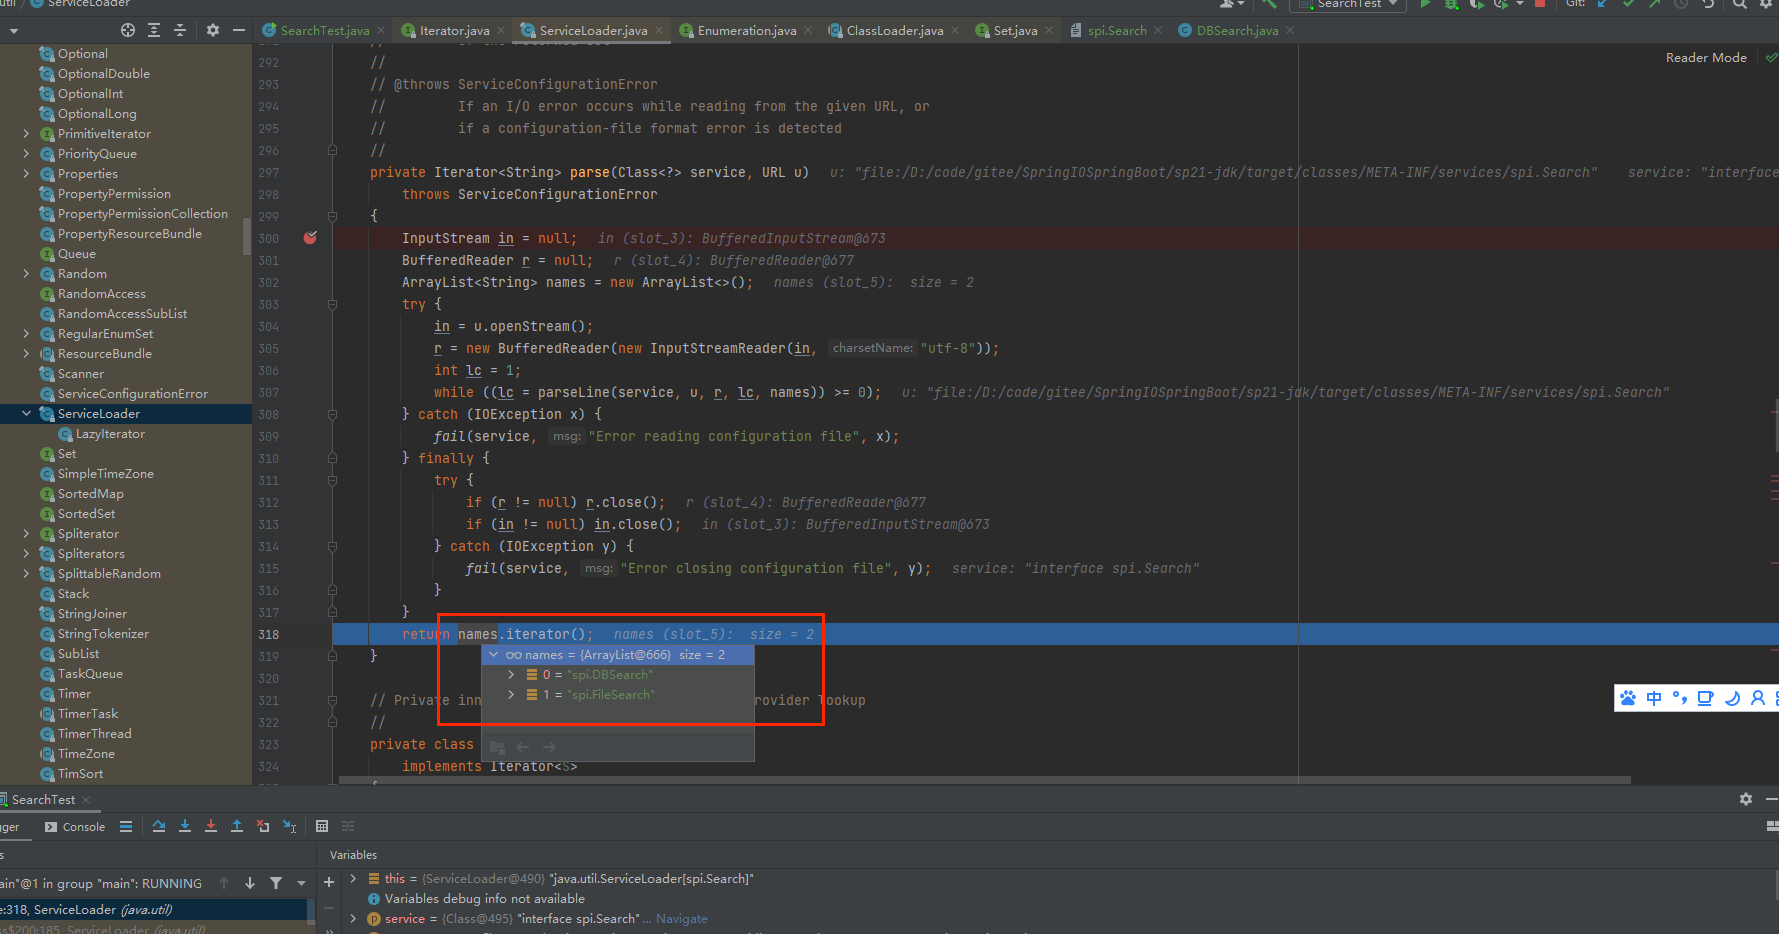 util
ServiceLoader
SearchTest
Git:
SearchTest.java
Iterator.java
ServiceLoader.java
Enumeration.java
ClassLoader.java
Set.java
spi.Search
DBSearch.java
Reader Mode
Optional
OptionalDouble
OptionalInt
OptionalLong
PrimitiveIterator
PriorityQueue
Properties
PropertyPermission
PropertyPermissionCollection
PropertyResourceBundle
Queue
Random
RandomAccess
RandomAccessSubList
RegularEnumSet
ResourceBundle
Scanner
ServiceConfigurationError
ServiceLoader
LazyIterator
Set
SimpleTimeZone
SortedMap
SortedSet
Spliterator
Spliterators
SplittableRandom
Stack
StringJoiner
StringTokenizer
SubList
TaskQueue
Timer
TimerTask
TimerThread
TimeZone
TimSort
292 //
293 // @throws ServiceConfigurationError
294 // If an I/O error occurs while reading from the given URL, or
295 // if a configuration-file format error is detected
296 //
297 private Iterator<String> parse(Class<?> service, URL u) u: "file:/D:/code/gitee/SpringIOSpringBoot/sp21-jdk/target/classes/META-INF/services/spi.Search" service: "interface
298 throws ServiceConfigurationError
299 {
300 InputStream in = null; in (slot_3): BufferedInputStream@673
301 BufferedReader r = null; r (slot_4): BufferedReader@677
302 ArrayList<String> names = new ArrayList<>(); names (slot_5): size = 2
303 try {
304 in = u.openStream();
305 r = new BufferedReader(new InputStreamReader(in, charsetName: "utf-8"));
306 int lc = 1;
307 while ((lc = parseLine(service, u, r, lc, names)) >= 0); u: "file:/D:/code/gitee/SpringIOSpringBoot/sp21-jdk/target/classes/META-INF/services/spi.Search"
308 } catch (IOException x) {
309 fail(service, msg: "Error reading configuration file", x);
310 } finally {
311 try {
312 if (r != null) r.close(); r (slot_4): BufferedReader@677
313 if (in != null) in.close(); in (slot_3): BufferedInputStream@673
314 } catch (IOException y) {
315 fail(service, msg: "Error closing configuration file", y); service: "interface spi.Search"
316 }
317 }
318 return names.iterator(); names (slot_5): size = 2
319 }
names = {ArrayList@666} size = 2
0 = "spi.DBSearch"
1 = "spi.FileSearch"
320
321 // Private inn rovider lookup
322 //
323 private class
324 implements Iterator<S>
中
SearchTest
Console
Variables
"@1 in group "main": RUNNING
:318, ServiceLoader (java.util)
$200:185, ServiceLoader (java.util)
this = {ServiceLoader@490} "java.util.ServiceLoader[spi.Search]"
Variables debug info not available
service = {Class@495} "interface spi.Search"... Navigate